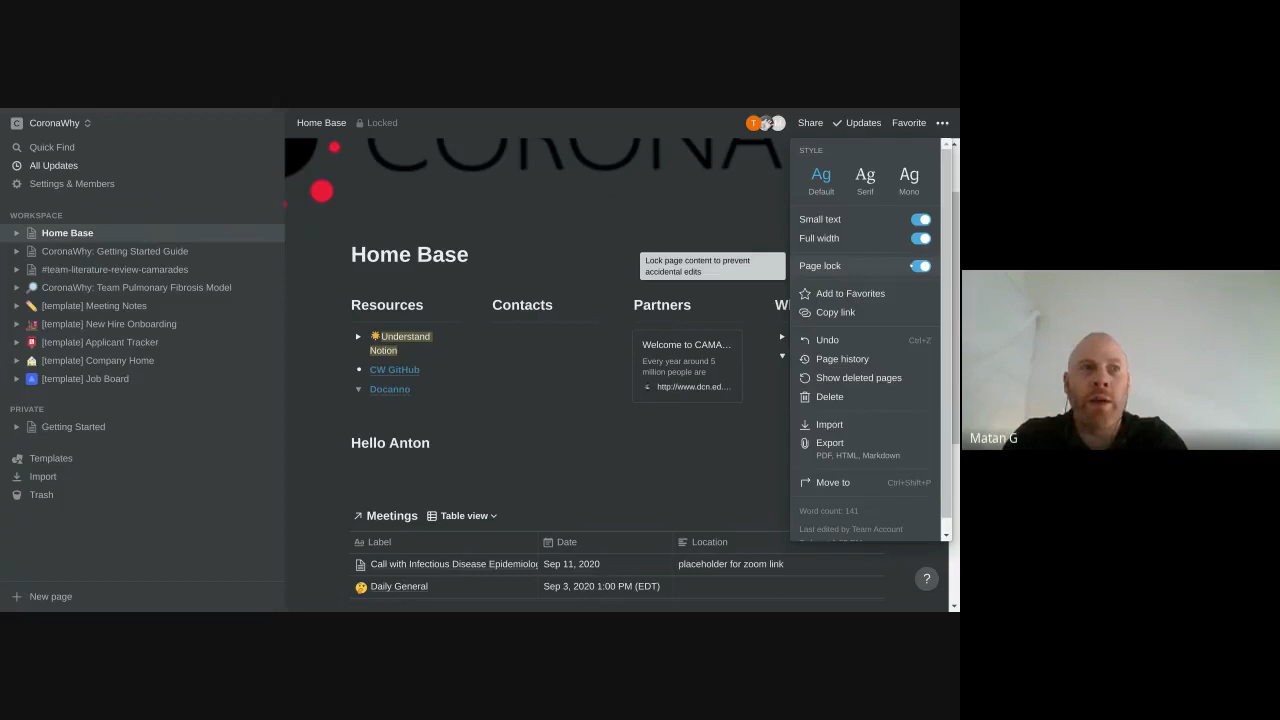 CoronaWhy
Quick Find
All Updates
Settings & Members
WORKSPACE
Home Base
CoronaWhy: Getting Started Guide
#team-literature-review-camarades
CoronaWhy: Team Pulmonary Fibrosis Model
[template] Meeting Notes
[template] New Hire Onboarding
[template] Applicant Tracker
[template] Company Home
[template] Job Board
PRIVATE
Getting Started
Templates
Import
Trash
New page
Home Base Locked
T
Share Updates Favorite •••
CORONA
Home Base
Lock page content to prevent
accidental edits
Resources Contacts Partners
Understand
Notion
CW GitHub
Docanno
Welcome to CAMA...
Every year around 5
million people are
http://www.dcn.ed....
Hello Anton
Meetings Table view
Aa Label Date Location
Call with Infectious Disease Epidemiolo Sep 11, 2020 placeholder for zoom link
Daily General Sep 3, 2020 1:00 PM (EDT)
STYLE
Ag Ag Ag
Default Serif Mono
Small text
Full width
Page lock
Add to Favorites
Copy link
Undo Ctrl+Z
Page history
Show deleted pages
Delete
Import
Export
PDF, HTML, Markdown
Move to Ctrl+Shift+P
Word count: 141
Last edited by Team Account
?
Matan G